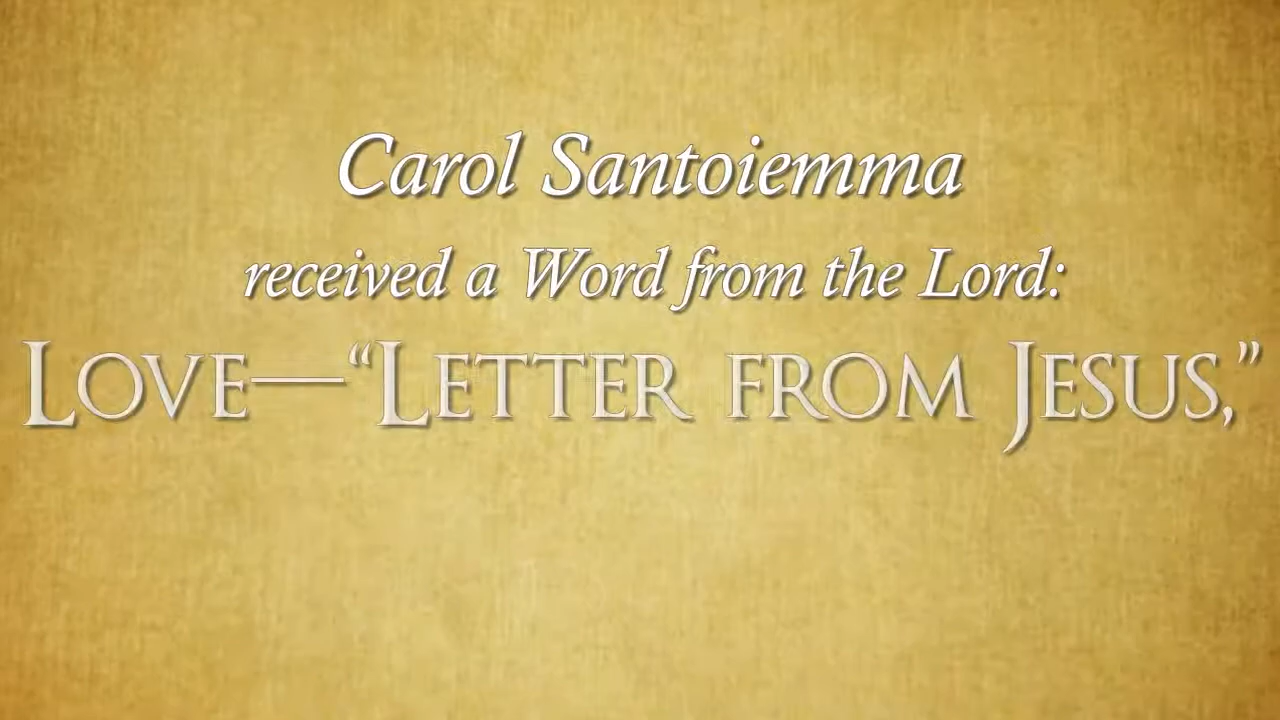 Carol Santoiemma
received a Word from the Lord:
Love—“Letter from Jesus,”